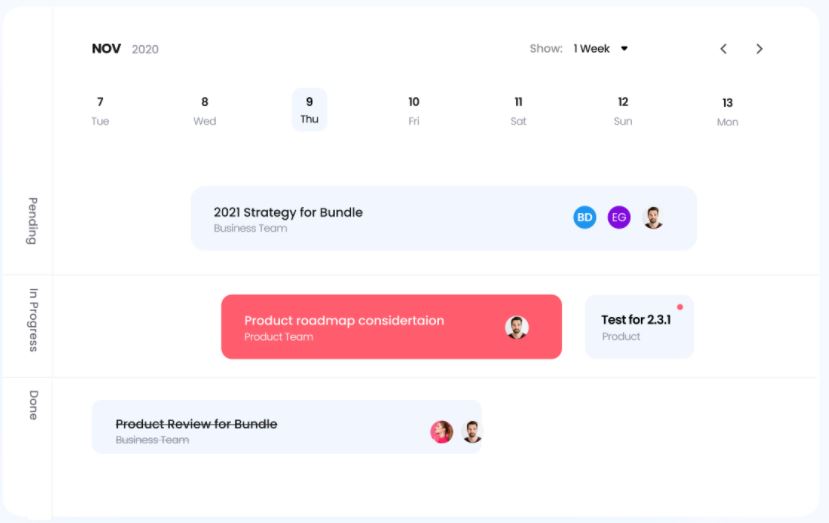 NOV 2020
Show: 1 Week
7 8 9 10 11 12 13
Tue Wed Thu Fri Sat Sun Mon
Pending
2021 Strategy for Bundle
Business Team
BD EG
In Progress
Product roadmap considertaion
Product Team
Test for 2.3.1
Product
Done
Product Review for Bundle
Business Team